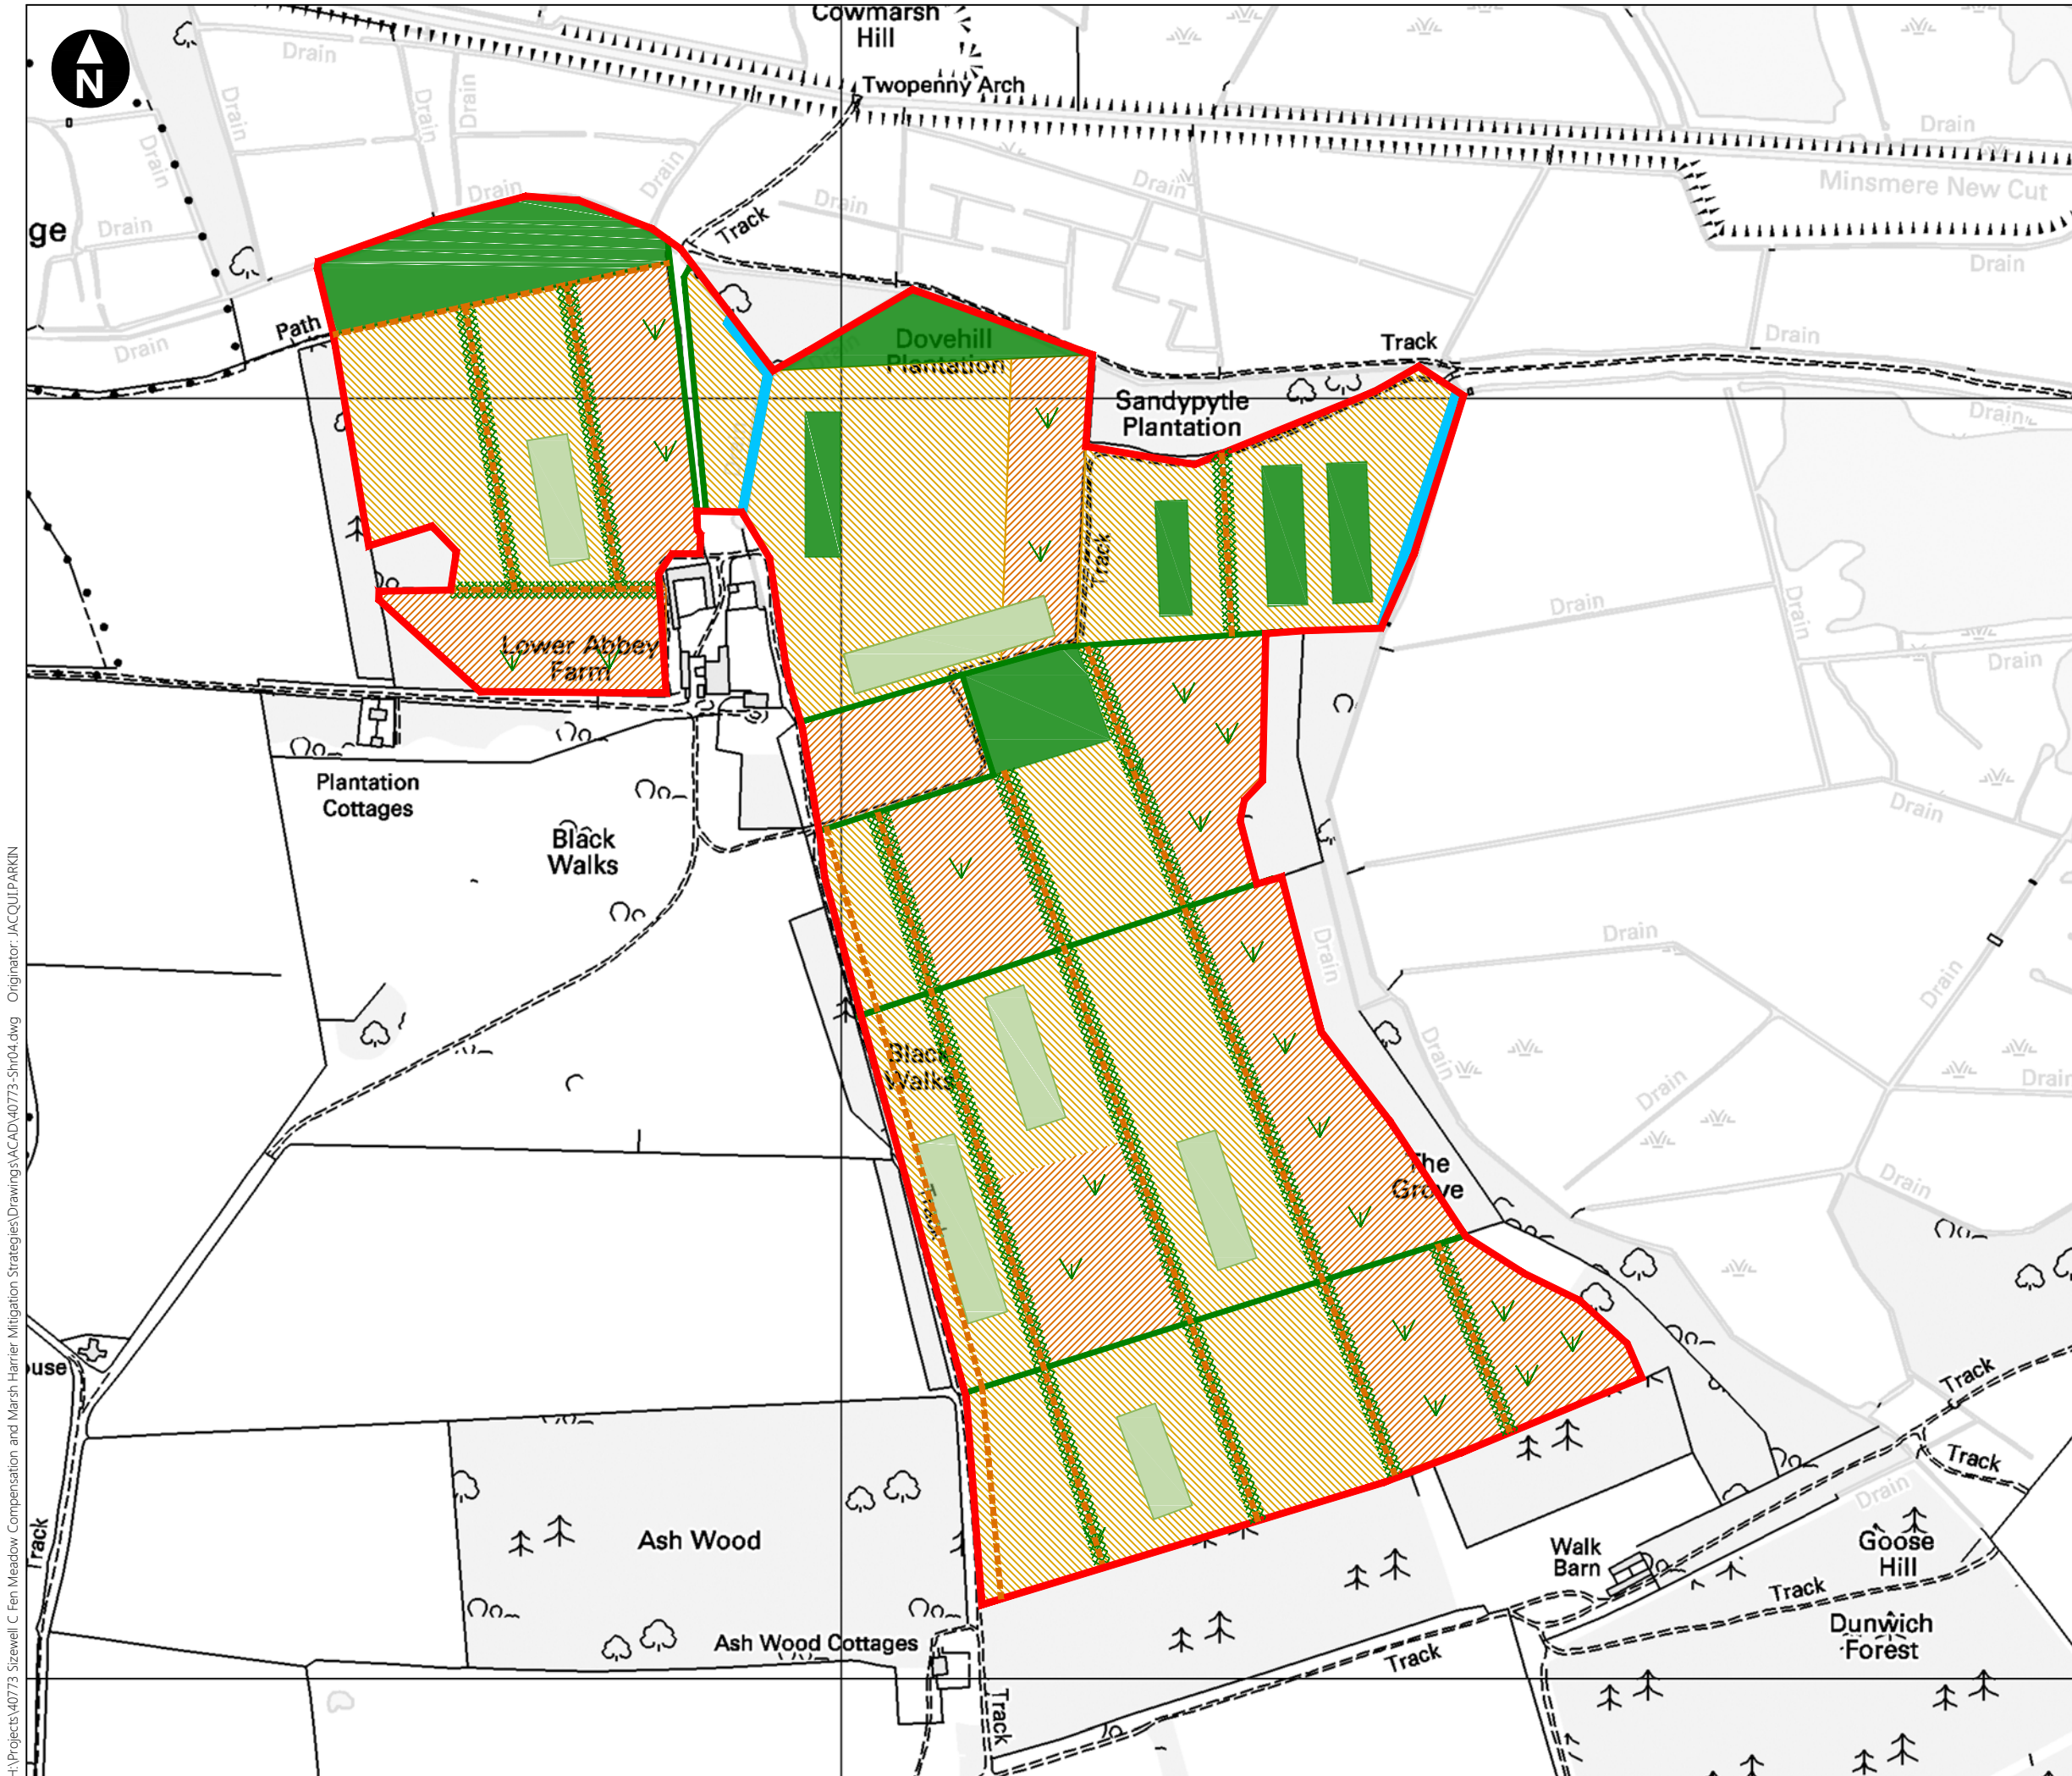 Cowmarsh
Hill
Twopenny Arch
N
Drain
Drain
Drain
Drain
Drain
Drain
Minsmere New Cut
Drain
Drain
Drain
Drain
Drain
ge
Drain
Track
Drain
Path
Drain
Dovehill
Plantation
Track
Drain
Sandypytle
Plantation
Drain
Track
Drain
Drain
Drain
Lower Abbey
Farm
Plantation
Cottages
Black
Walks
Drain
Drain
Drain
Drain
Drain
Black
Walks
Drain
Drain
The
Grove
Drain
Track
ouse
Track
Track
Drain
Track
Ash Wood
Walk
Barn
Goose
Hill
Track
Dunwich
Forest
Ash Wood Cottages
Track
Track
H:\Projects\40773 Sizewell C Fen Meadow Compensation and Marsh Harrier Mitigation Strategies\Drawings\ACAD\40773-Shr04.dwg Originator: JACQUI.PARKIN